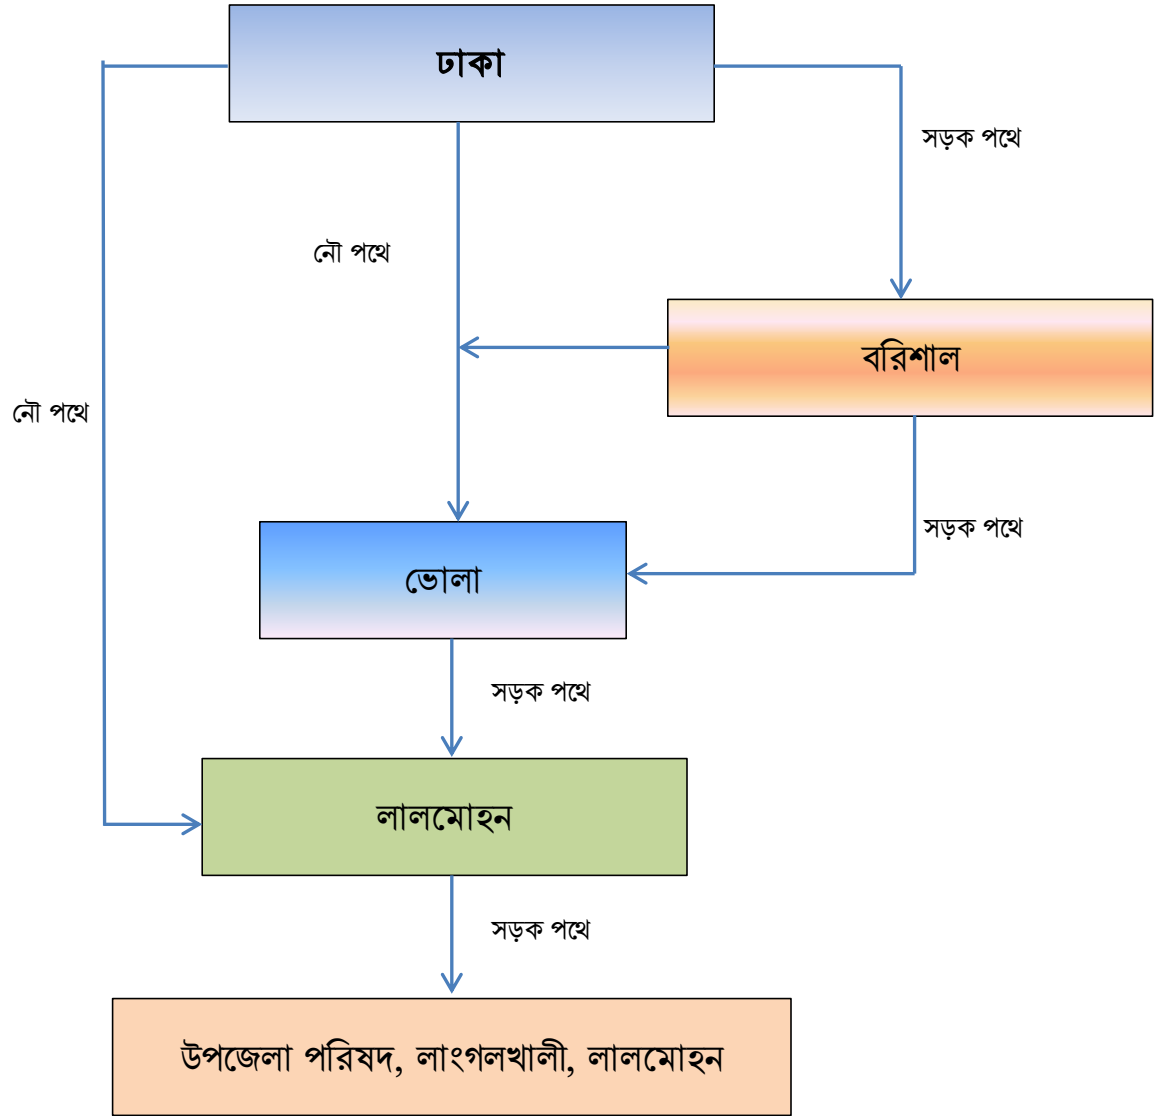 ঢাকা
সড়ক পথে
নৌ পথে
বরিশাল
নৌ পথে
সড়ক পথে
ভোলা
সড়ক পথে
লালমোহন
সড়ক পথে
উপজেলা পরিষদ, লাংগলখালী, লালমোহন